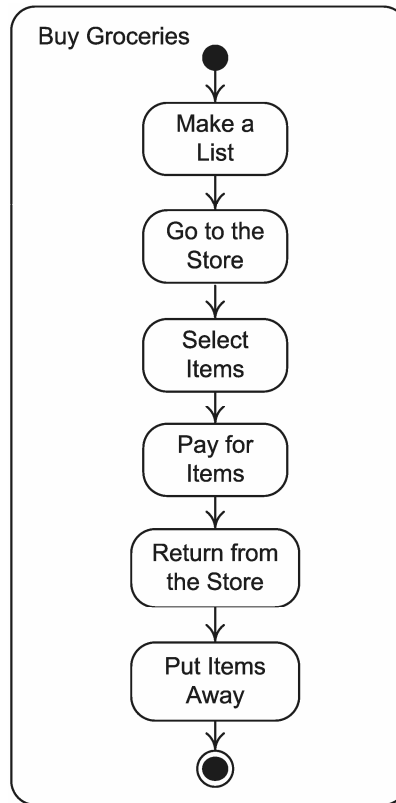 Buy Groceries
Make a
List
Go to the
Store
Select
Items
Pay for
Items
Return from
the Store
Put Items
Away